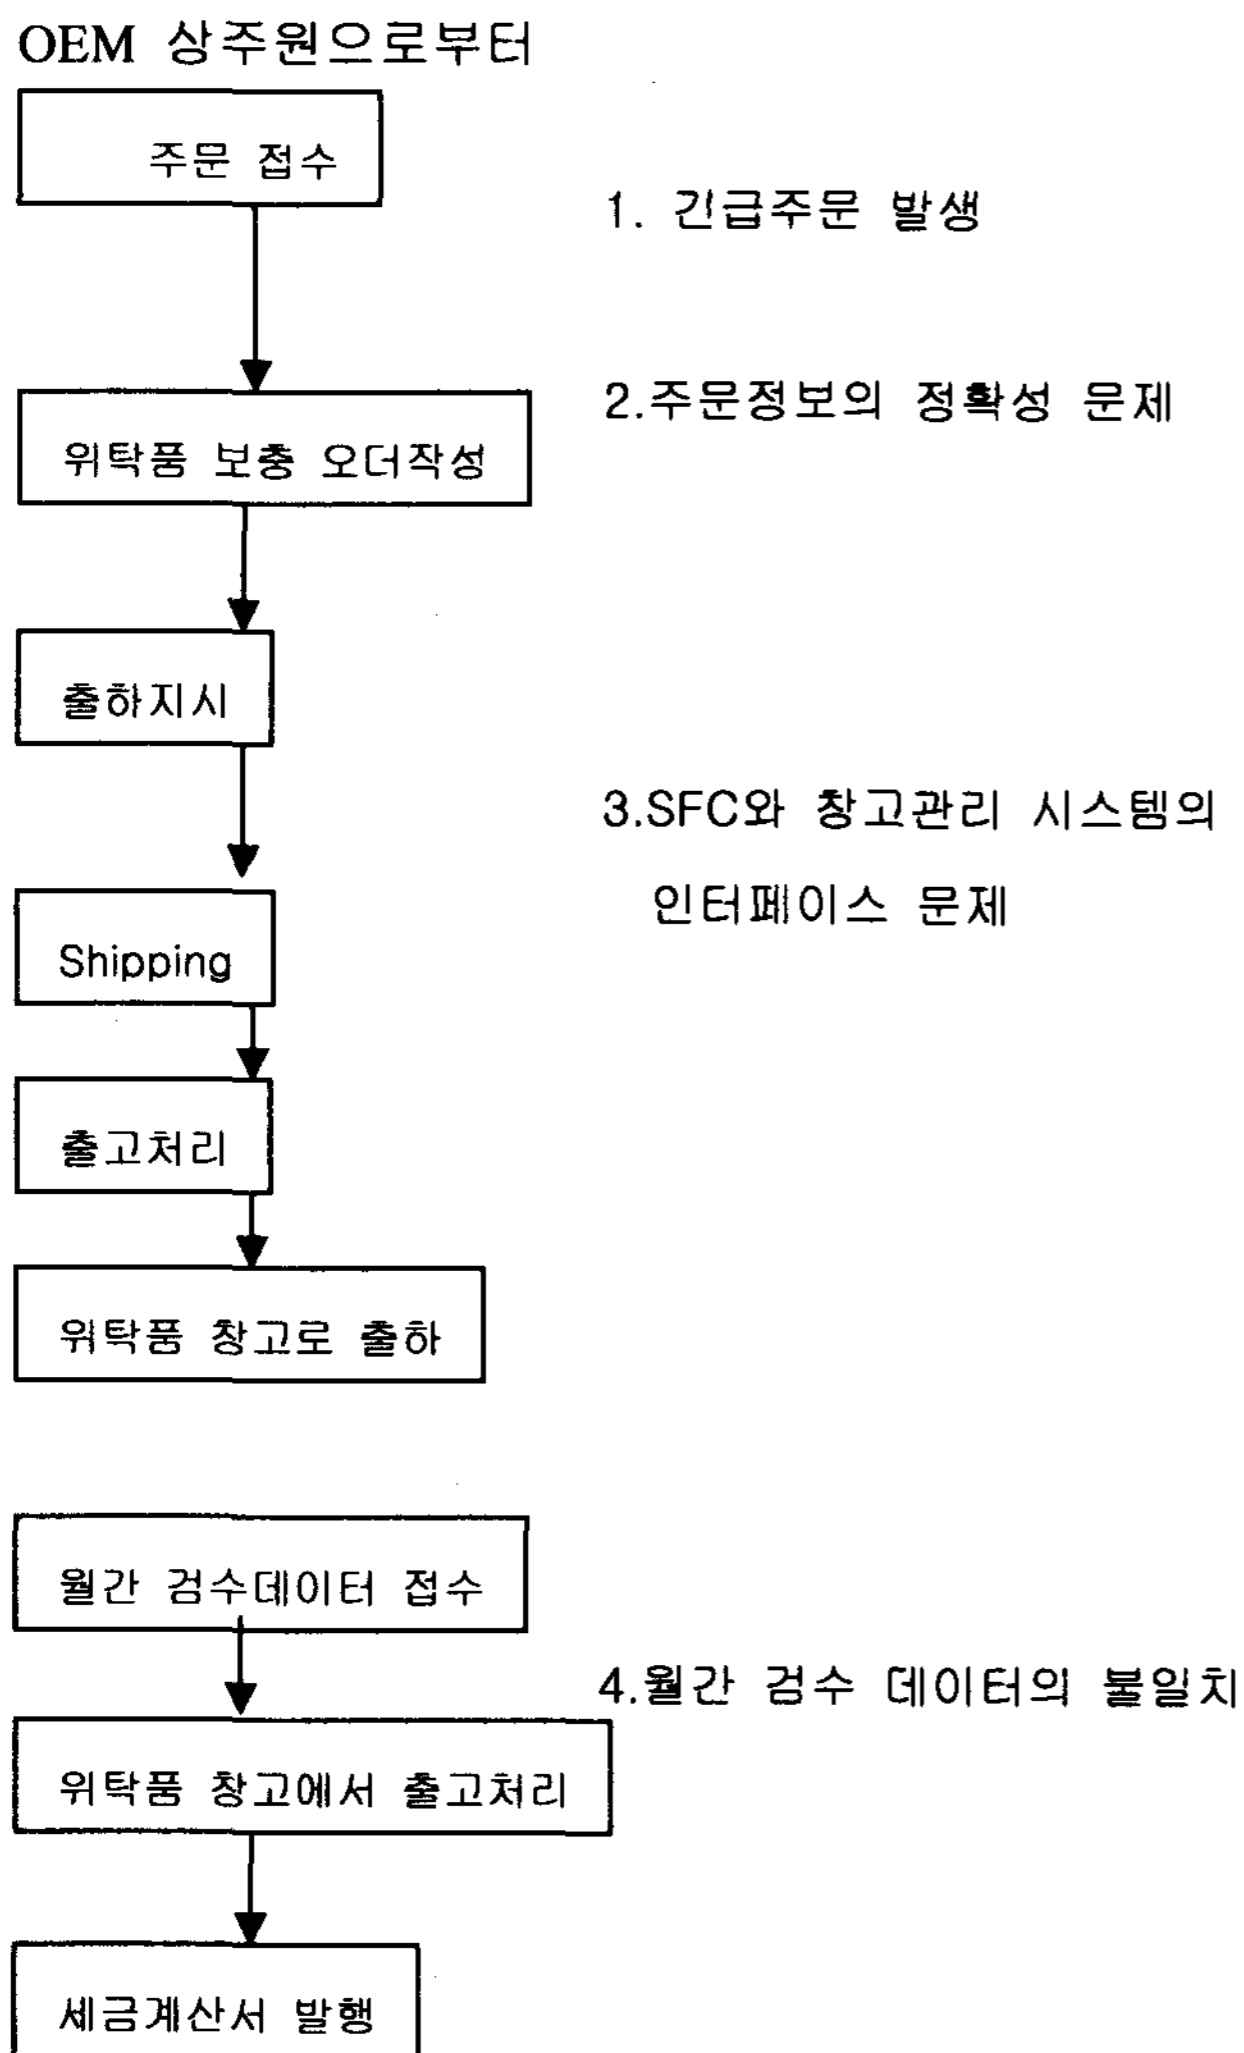 OEM 상주원으로부터
주문 접수
1. 긴급주문 발생
2.주문정보의 정확성 문제
위탁품 보충 오더작성
출하지시
3.SFC와 창고관리 시스템의
인터페이스 문제
Shipping
출고처리
위탁품 창고로 출하
월간 검수데이터 접수
4.월간 검수 데이터의 불일치
위탁품 창고에서 출고처리
세금계산서 발행